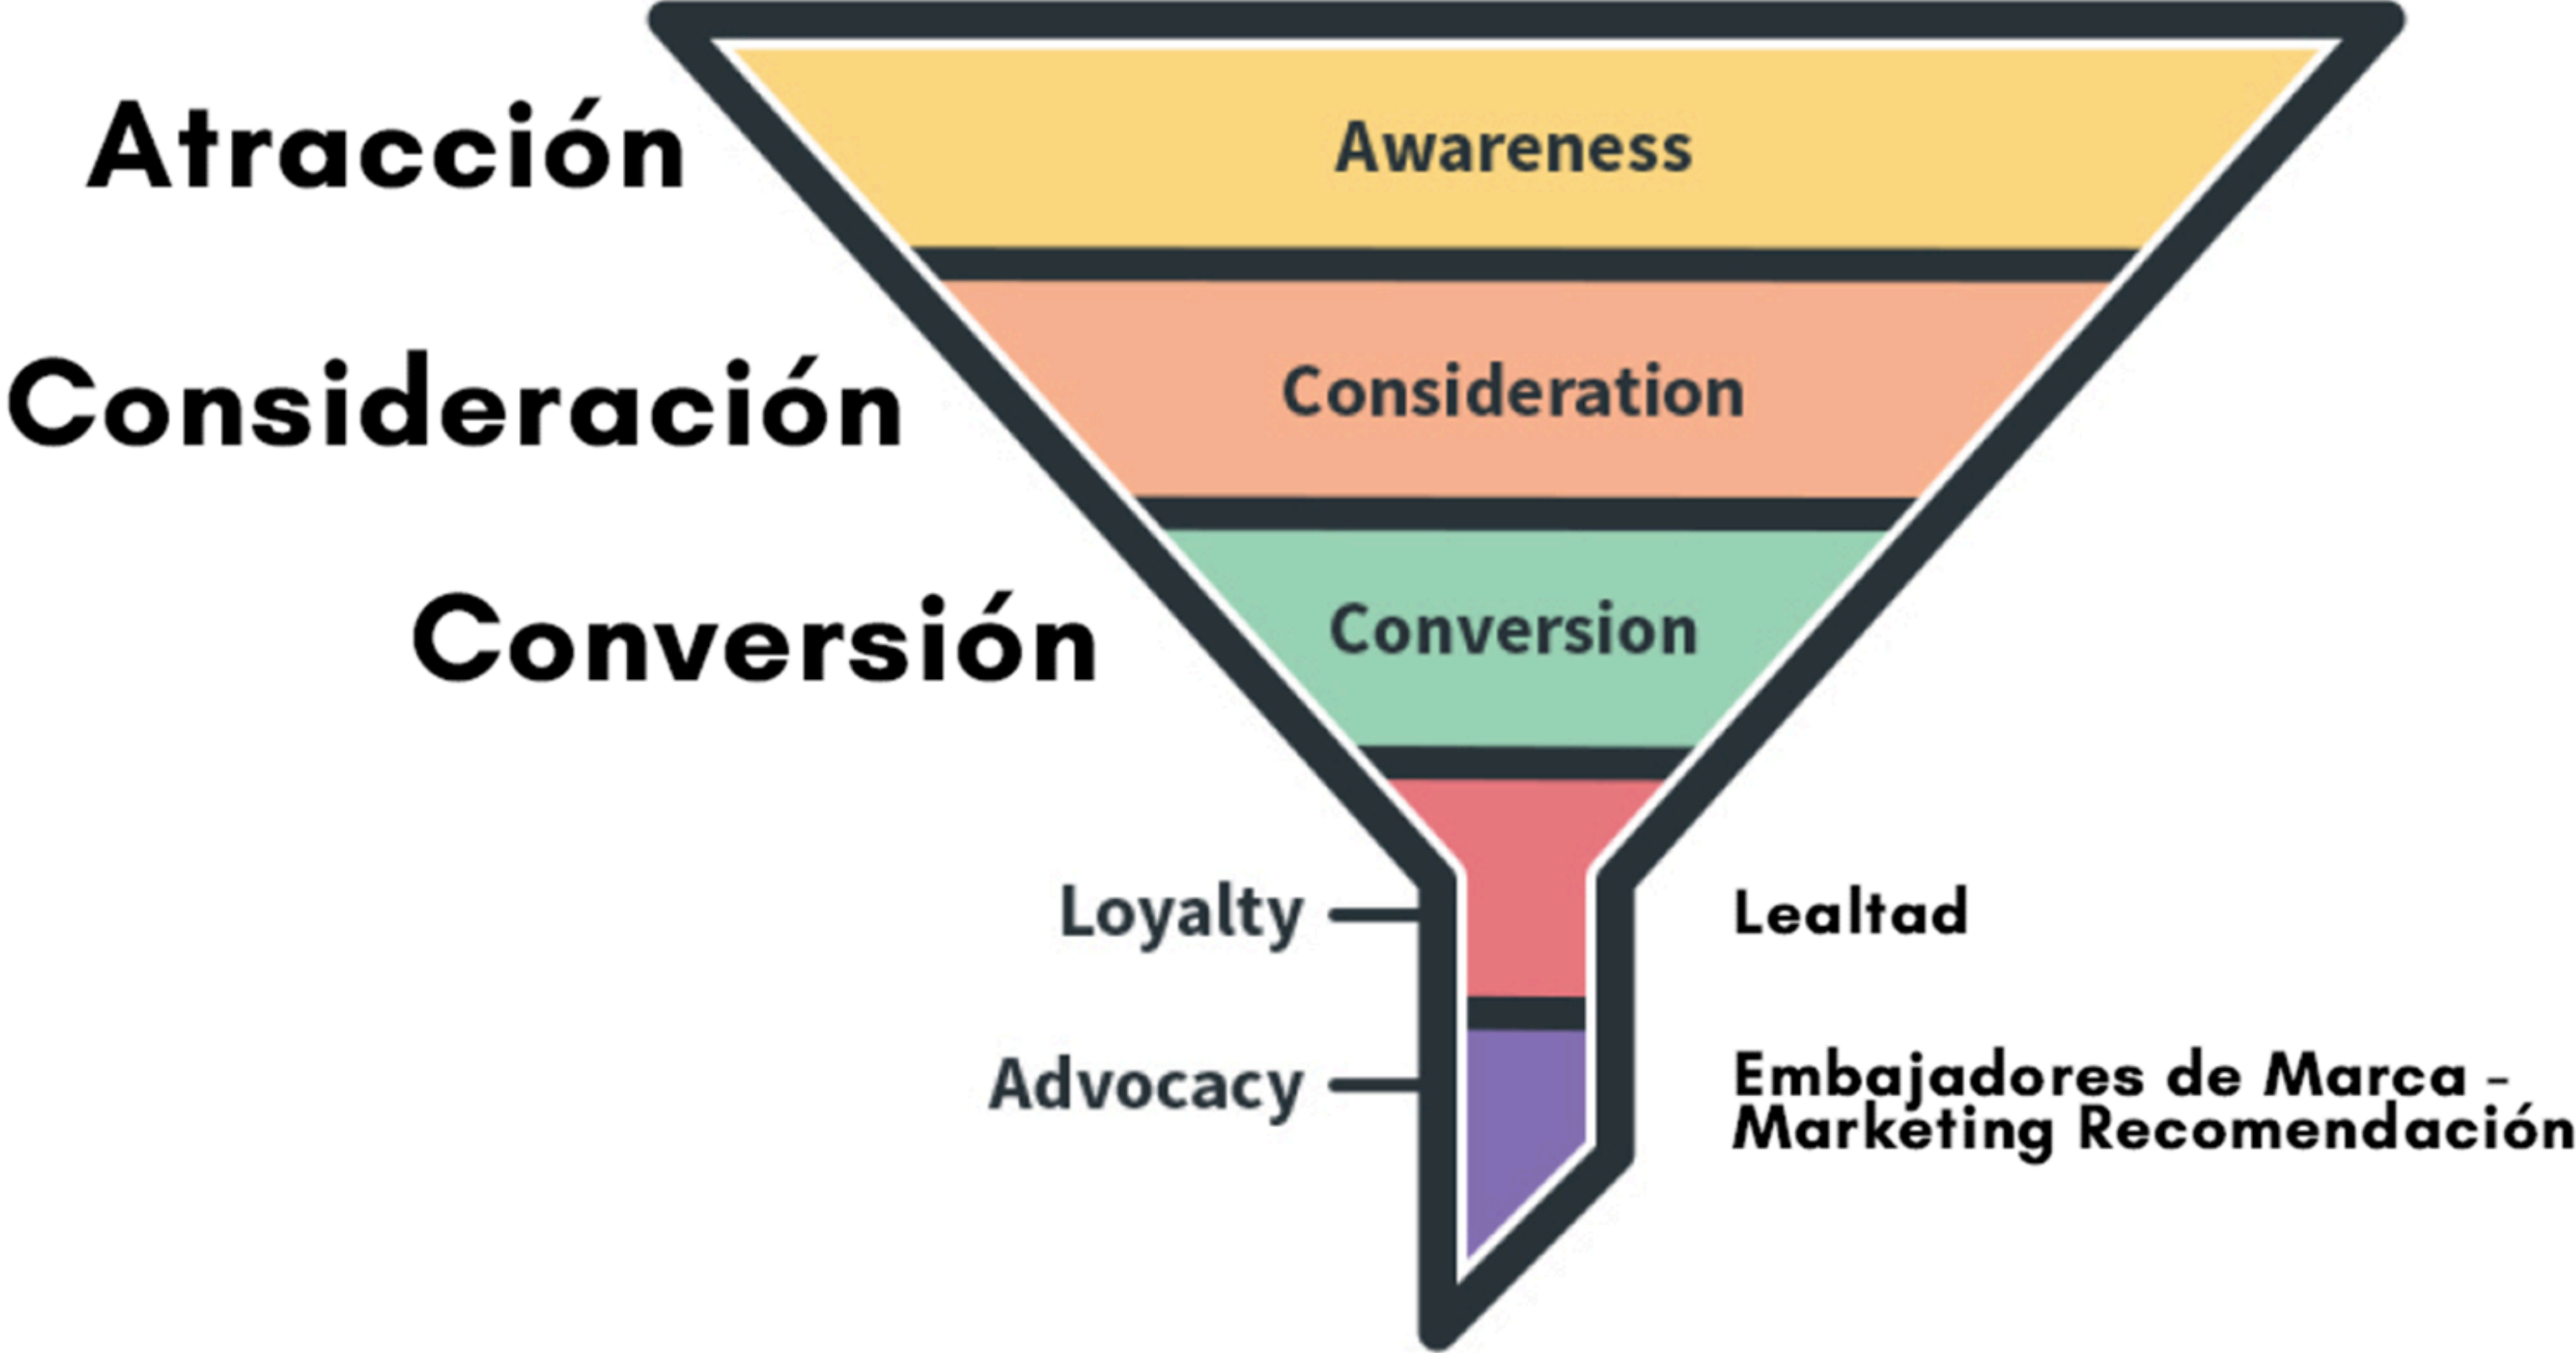 Atracción
Awareness
Consideración
Consideration
Conversión
Conversion
Loyalty
Lealtad
Advocacy
Embajadores de Marca -
Marketing Recomendación